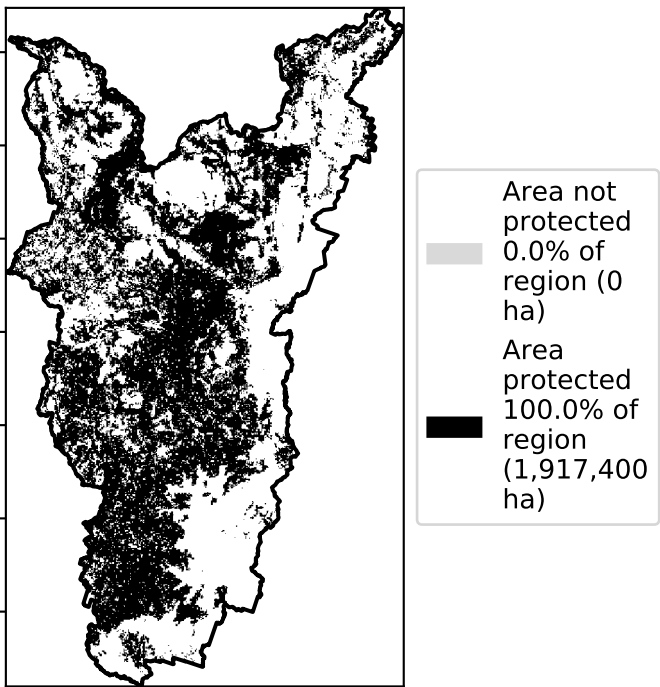 Area not
protected
0.0% of
region (0
ha)
Area
protected
100.0% of
region
(1,917,400
ha)